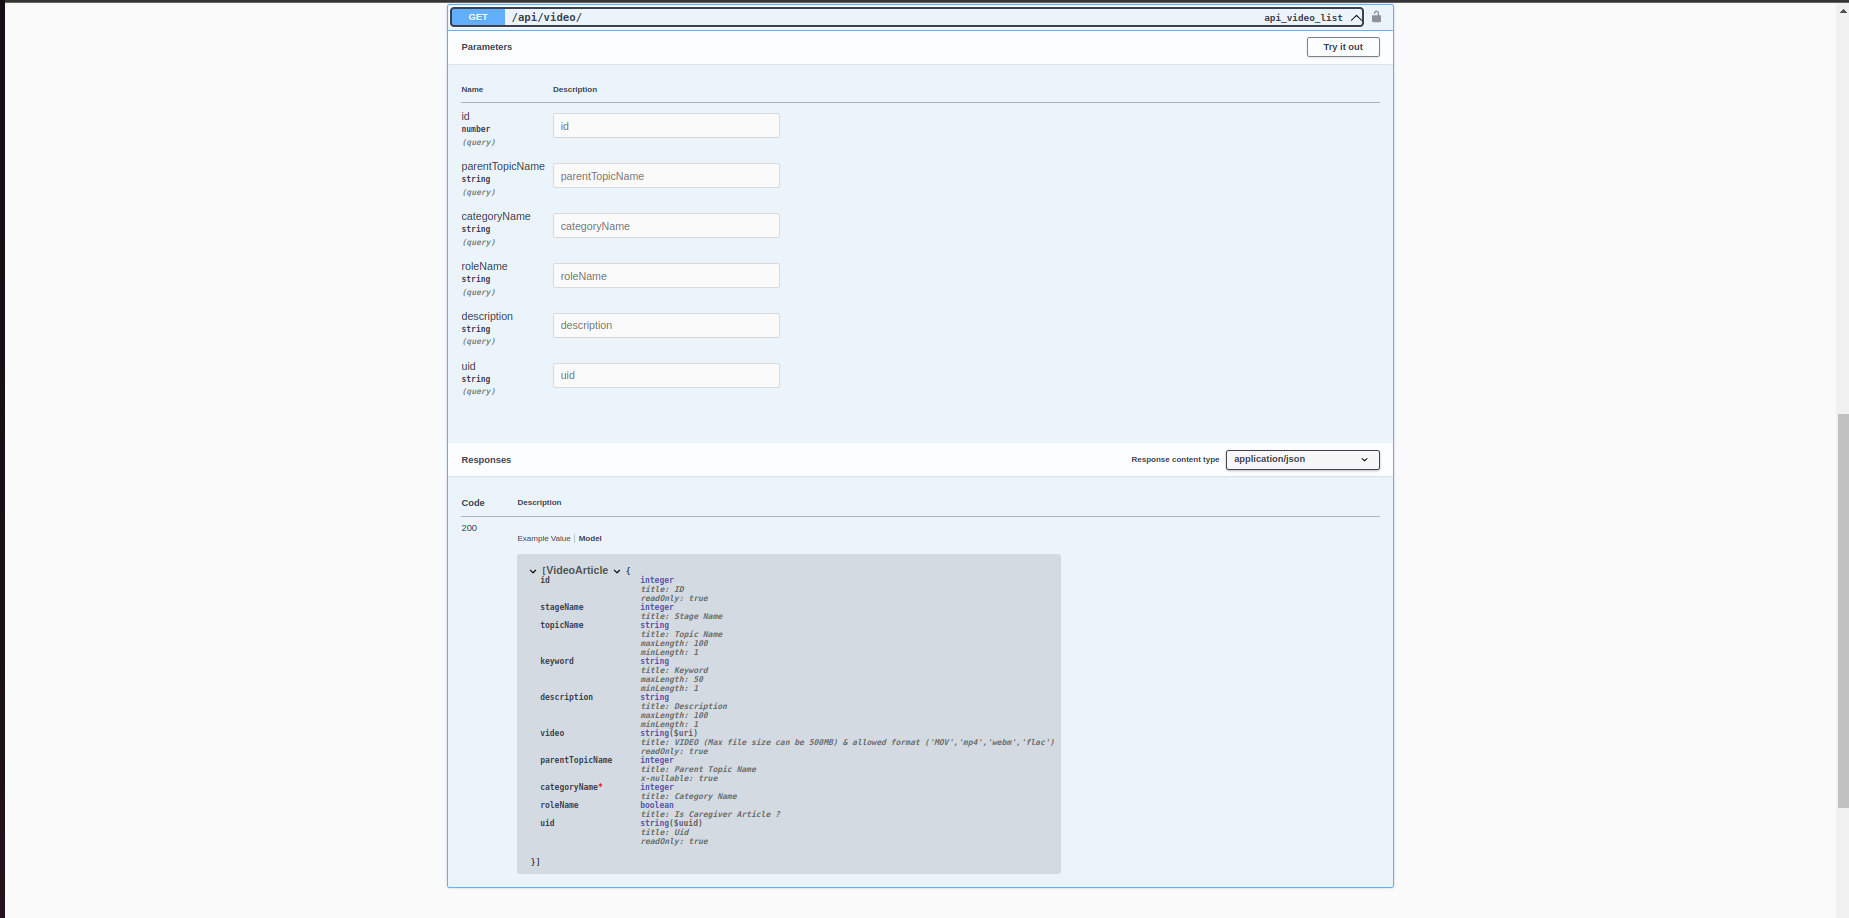 GET /api/video/ api_video_list
Parameters Try it out
Name Description
id id
number
(query)
parentTopicName parentTopicName
string
(query)
categoryName categoryName
string
(query)
roleName roleName
string
(query)
description description
string
(query)
uid uid
string
(query)
Responses Response content type application/json
Code Description
200
Example Value | Model
[VideoArticle {
id integer
title: ID
readOnly: true
stageName integer
title: Stage Name
topicName string
title: Topic Name
maxLength: 100
minLength: 1
keyword string
title: Keyword
maxLength: 50
minLength: 1
description string
title: Description
maxLength: 100
minLength: 1
video string($uri)
title: VIDEO (Max file size can be 500MB) & allowed format ('MOV','mp4','webm','flac')
readOnly: true
parentTopicName integer
title: Parent Topic Name
x-nullable: true
categoryName* integer
title: Category Name
roleName boolean
title: Is Caregiver Article ?
uid string($uuid)
title: Uid
readOnly: true
}]